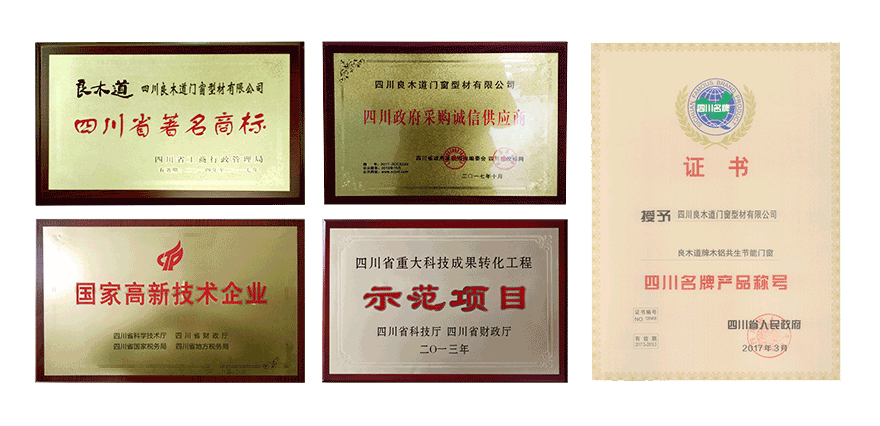 良木道 四川良木道门窗型材有限公司
四川省著名商标
四川省工商行政管理局
四川良木道门窗型材有限公司
四川政府采购诚信供应商
二〇一七年十月
国家高新技术企业
四川省科学技术厅 四川省财政厅
四川省国家税务局 四川省地方税务局
四川省重大科技成果转化工程
示范项目
四川省科技厅 四川省财政厅
二〇一三年
四川名牌
证书
授予 四川良木道门窗型材有限公司
良木道牌木铝共生节能门窗
四川名牌产品称号
证书编号
四川省人民政府
有效期
2017年3月